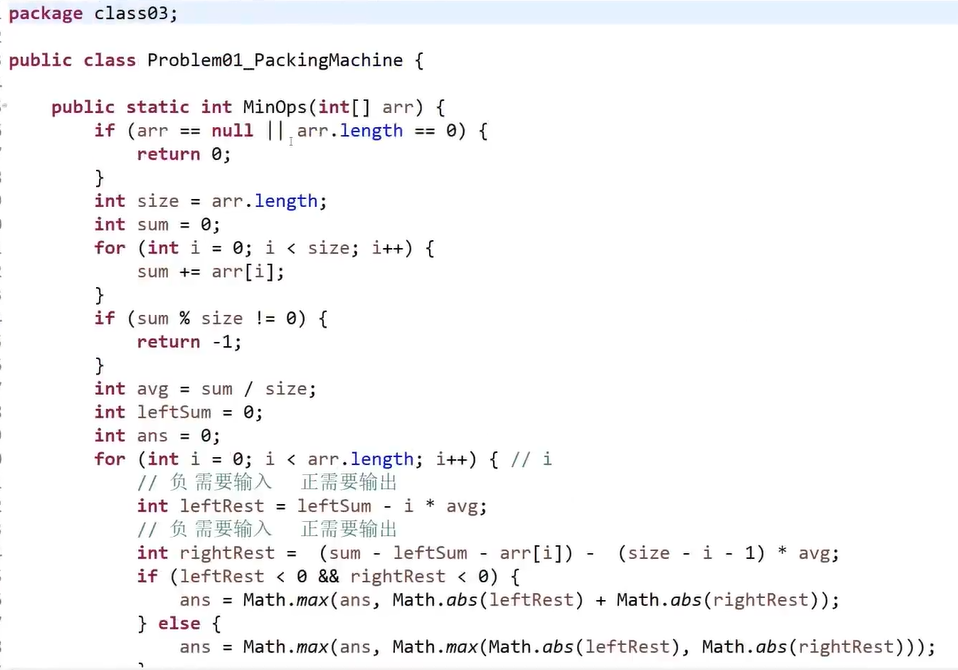 package class03;
public class Problem01_PackingMachine {
public static int MinOps(int[] arr) {
if (arr == null || arr.length == 0) {
return 0;
}
int size = arr.length;
int sum = 0;
for (int i = 0; i < size; i++) {
sum += arr[i];
}
if (sum % size != 0) {
return -1;
}
int avg = sum / size;
int leftSum = 0;
int ans = 0;
for (int i = 0; i < arr.length; i++) { // i
// 负 需要输入 正需要输出
int leftRest = leftSum - i * avg;
// 负 需要输入 正需要输出
int rightRest = (sum - leftSum - arr[i]) - (size - i - 1) * avg;
if (leftRest < 0 && rightRest < 0) {
ans = Math.max(ans, Math.abs(leftRest) + Math.abs(rightRest));
} else {
ans = Math.max(ans, Math.max(Math.abs(leftRest), Math.abs(rightRest)));